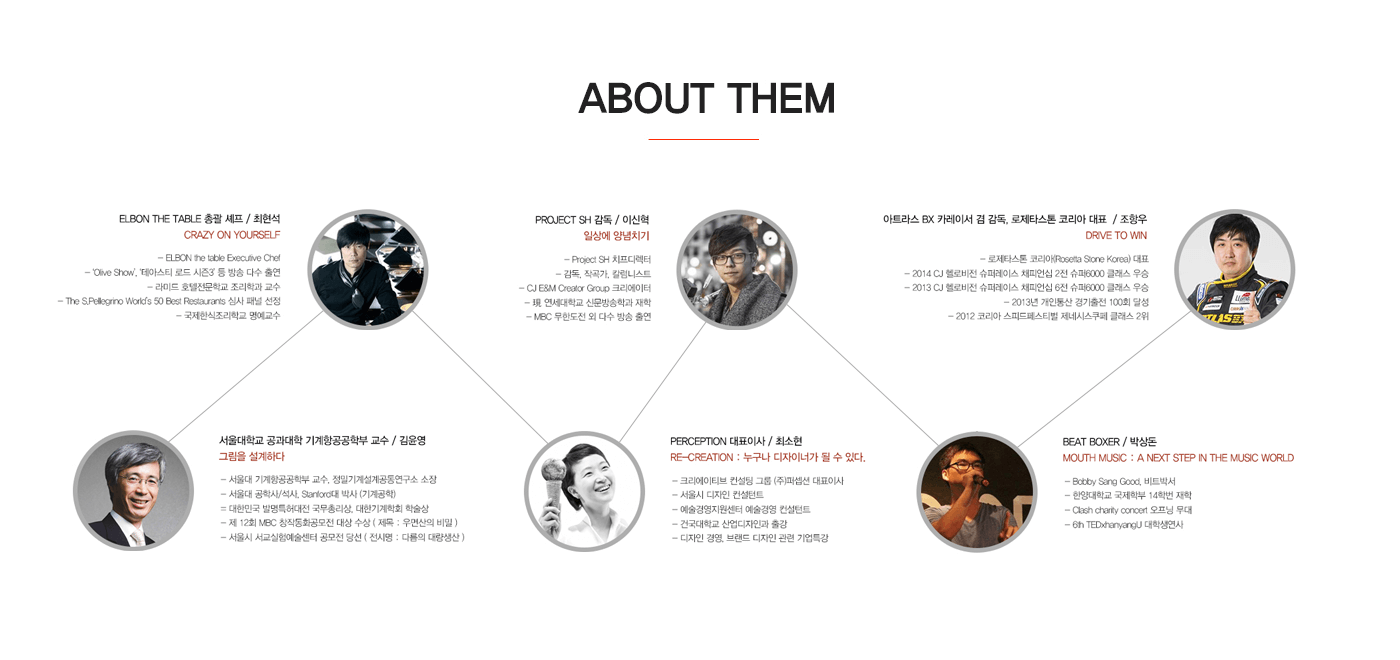 ABOUT THEM
ELBON THE TABLE 총괄 셰프 / 최현석
CRAZY ON YOURSELF
- ELBON the table Executive Chef
- 'Olive Show', '테이스티 로드 시즌3' 등 방송 다수 출연
- 라미드 호텔전문학교 조리학과 교수
- The S.Pellegrino World's 50 Best Restaurants 심사 패널 선정
- 국제한식조리학교 명예교수
PROJECT SH 감독 / 이신혁
일상에 양념치기
- Project SH 치프디렉터
- 감독, 작곡가, 칼럼니스트
- CJ E&M Creator Group 크리에이터
- 現 연세대학교 신문방송학과 재학
- MBC 무한도전 외 다수 방송 출연
아트라스 BX 카레이서 겸 감독, 로제타스톤 코리아 대표 / 조항우
DRIVE TO WIN
- 로제타스톤 코리아(Rosetta Stone Korea) 대표
- 2014 CJ 헬로비전 슈퍼레이스 채피언십 2전 슈퍼6000 클래스 우승
- 2013 CJ 헬로비전 슈퍼레이스 채피언십 6전 슈퍼6000 클래스 우승
- 2013년 개인통산 경기출전 100회 달성
- 2012 코리아 스피드페스티벌 제네시스쿠페 클래스 2위
서울대학교 공과대학 기계항공공학부 교수 / 김윤영
그림을 설계하다
- 서울대 기계항공공학부 교수, 정밀기계설계공동연구소 소장
- 서울대 공학사/석사, Stanford대 박사 (기계공학)
= 대한민국 발명특허대전 국무총리상, 대한기계학회 학술상
- 제 12회 MBC 창작동화공모전 대상 수상 ( 제목 : 우면산의 비밀 )
- 서울시 서교실험예술센터 공모전 당선 ( 전시명 : 다름의 대량생산 )
PERCEPTION 대표이사 / 최소현
RE-CREATION : 누구나 디자이너가 될 수 있다.
- 크리에이티브 컨설팅 그룹 (주)퍼셉션 대표이사
- 서울시 디자인 컨설턴트
- 예술경영지원센터 예술경영 컨설턴트
- 건국대학교 산업디자인과 출강
- 디자인 경영, 브랜드 디자인 관련 기업특강
BEAT BOXER / 박상돈
MOUTH MUSIC : A NEXT STEP IN THE MUSIC WORLD
- Bobby Sang Good, 비트박서
- 한양대학교 국제학부 14학번 재학
- Clash charity concert 오프닝 무대
- 6th TEDxhanyangU 대학생연사